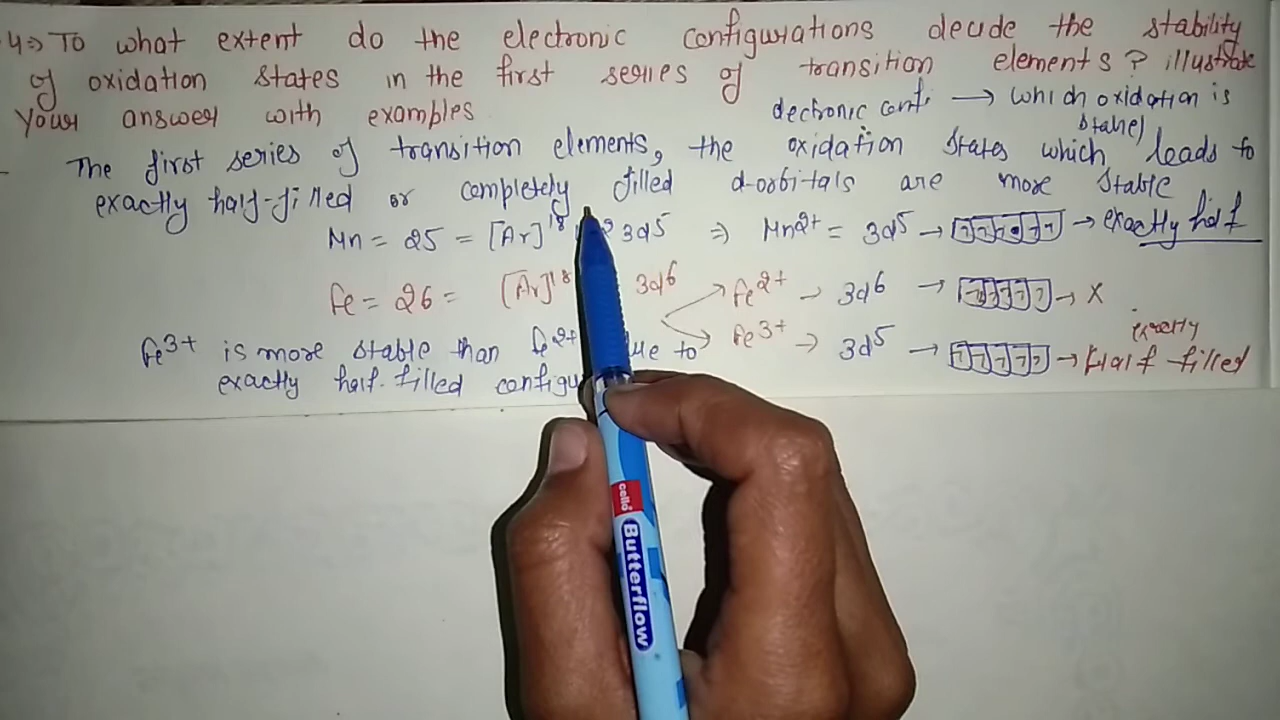 4⇒ To what extent do the electronic configurations decide the stability
of oxidation states in the first series of transition elements? illustrate
Your answer with examples
electronic conf. → which oxidation is
stable)
The first series of transition elements, the oxidation states which leads to
exactly half-filled or completely filled d-orbitals are more stable
Mn = 25 = [Ar]18 3d5 ⇒ Mn2+ = 3d5 → exactly half
Fe = 26 = [Ar]18 3d6 Fe2+ → 3d6 → → X
Fe3+ → 3d5 → → exactly Half filled
Fe3+ is more stable than Fe2+ to
exactly half-filled
cello
Butterflow